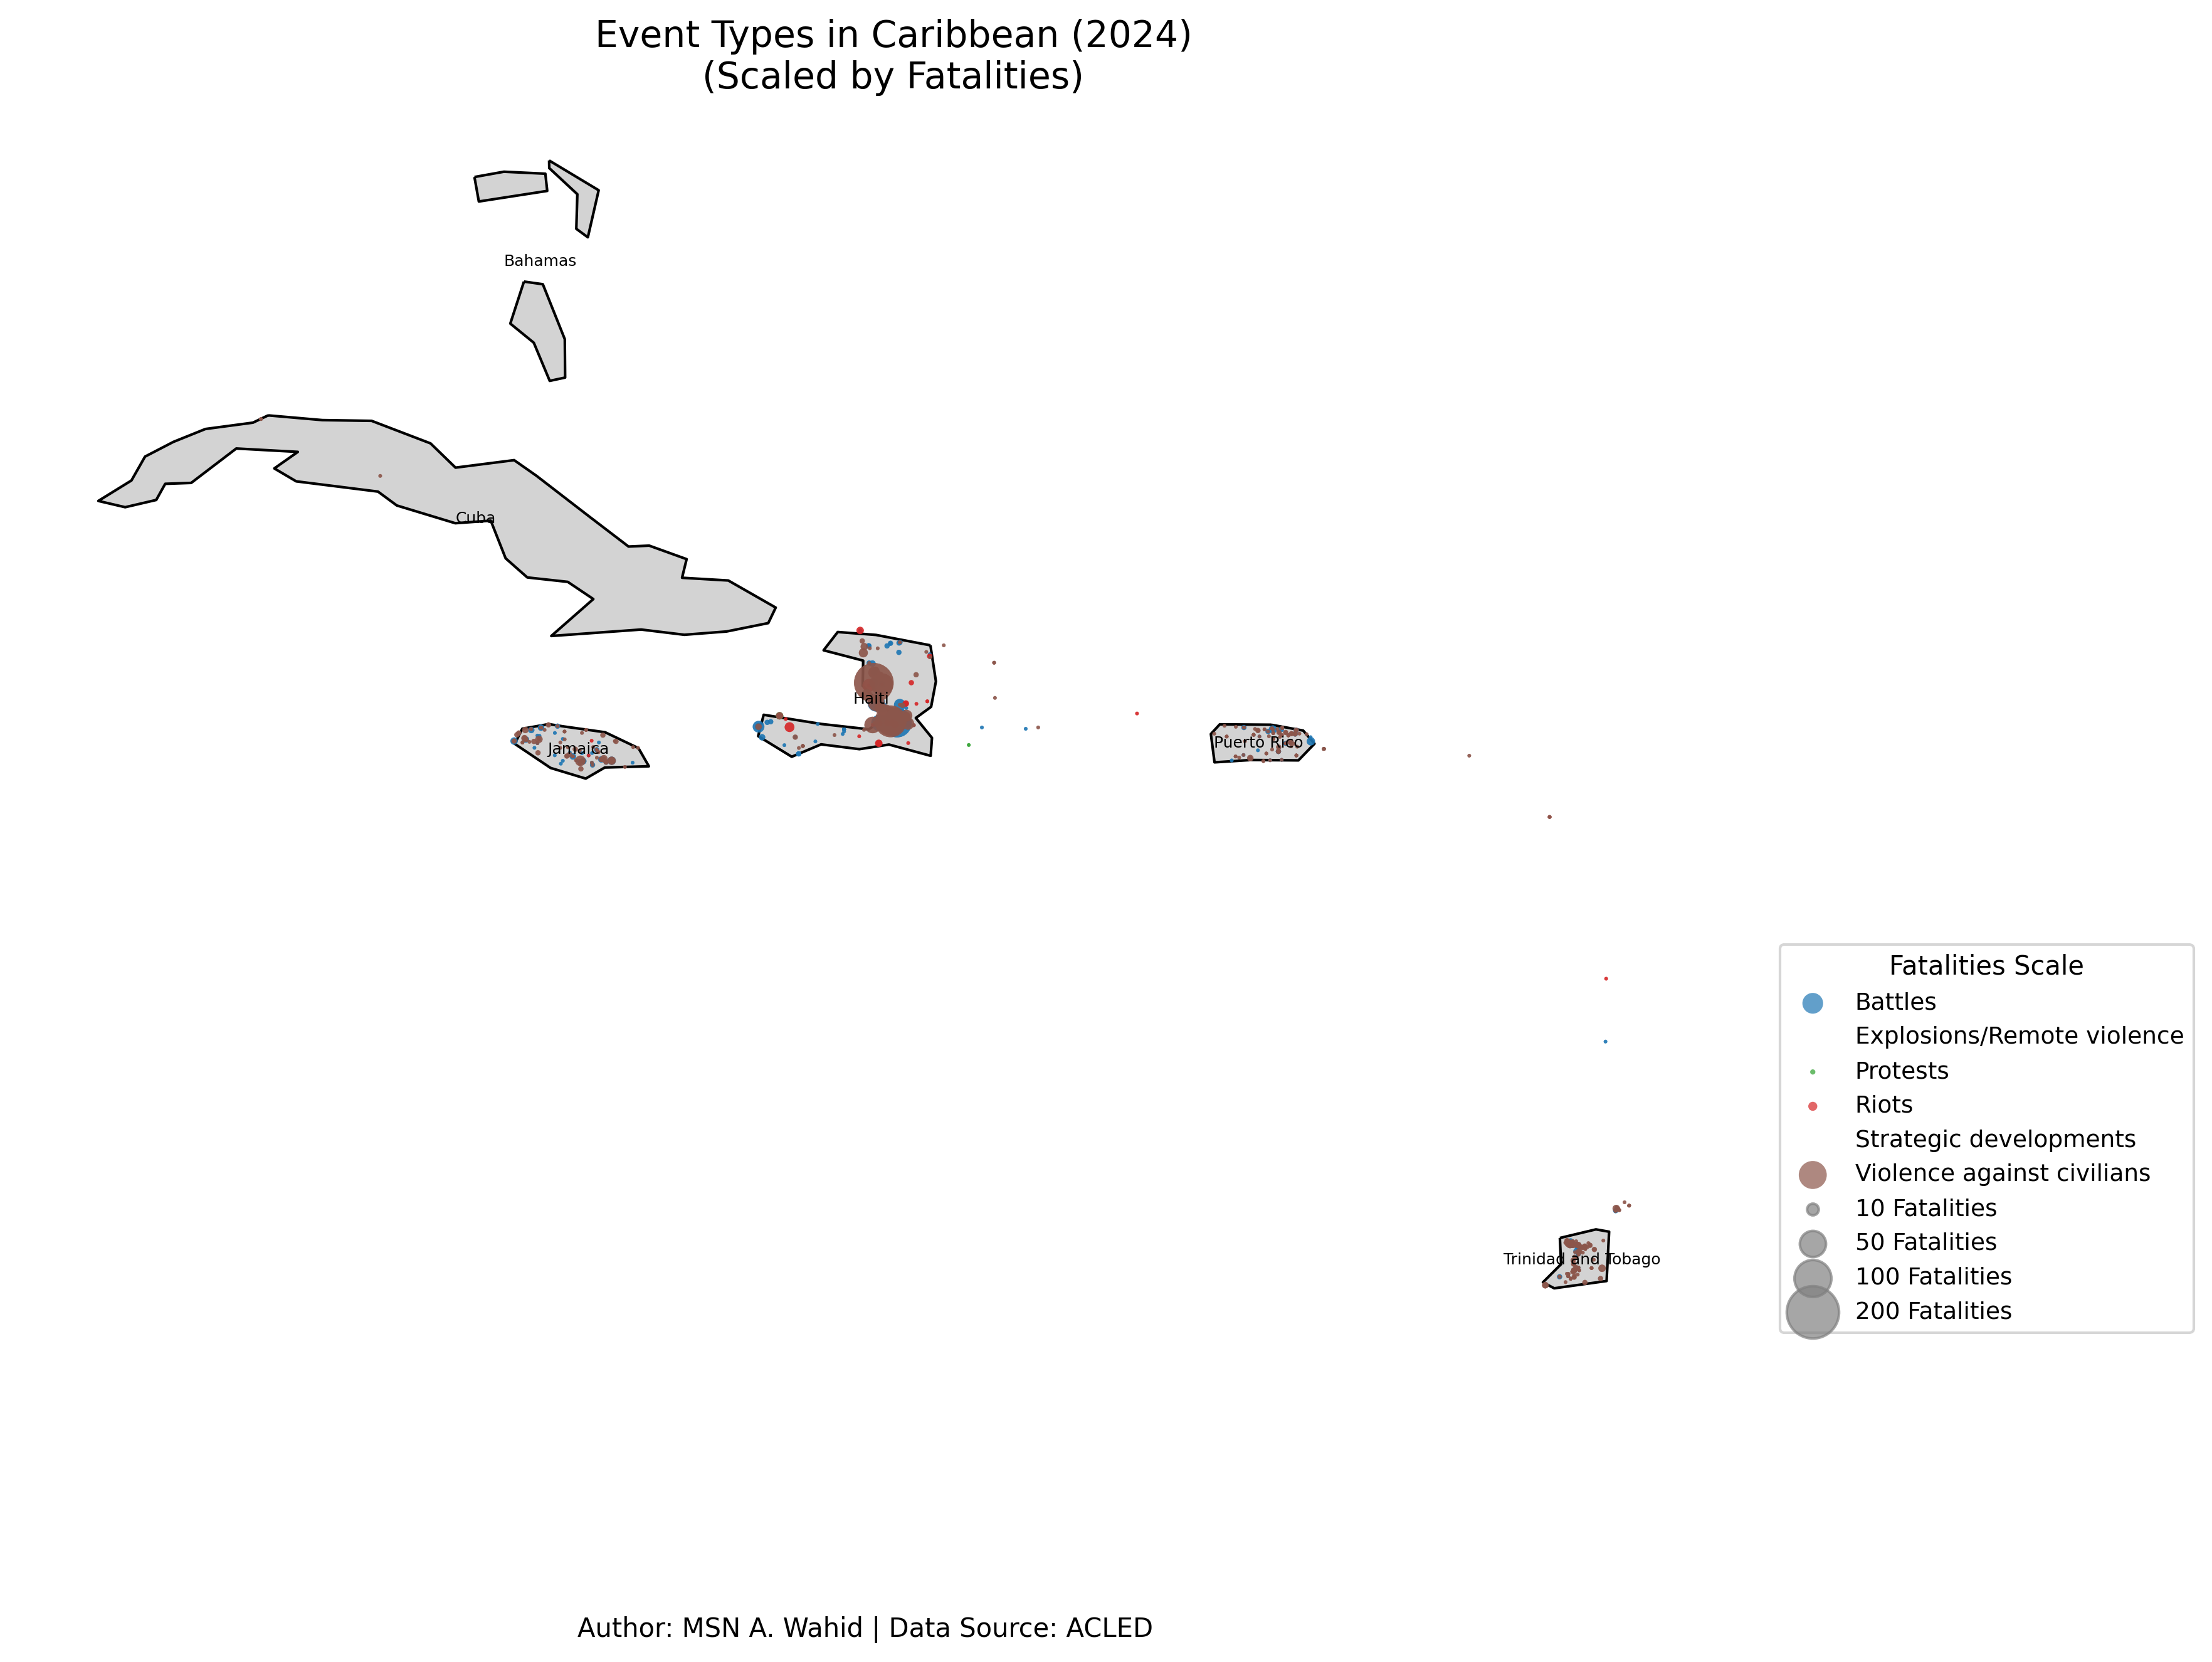 Event Types in Caribbean (2024)
(Scaled by Fatalities)
Bahamas
Cuba
Haiti
Jamaica
Puerto Rico
Trinidad and Tobago
Fatalities Scale
Battles
Explosions/Remote violence
Protests
Riots
Strategic developments
Violence against civilians
10 Fatalities
50 Fatalities
100 Fatalities
200 Fatalities
Author: MSN A. Wahid | Data Source: ACLED